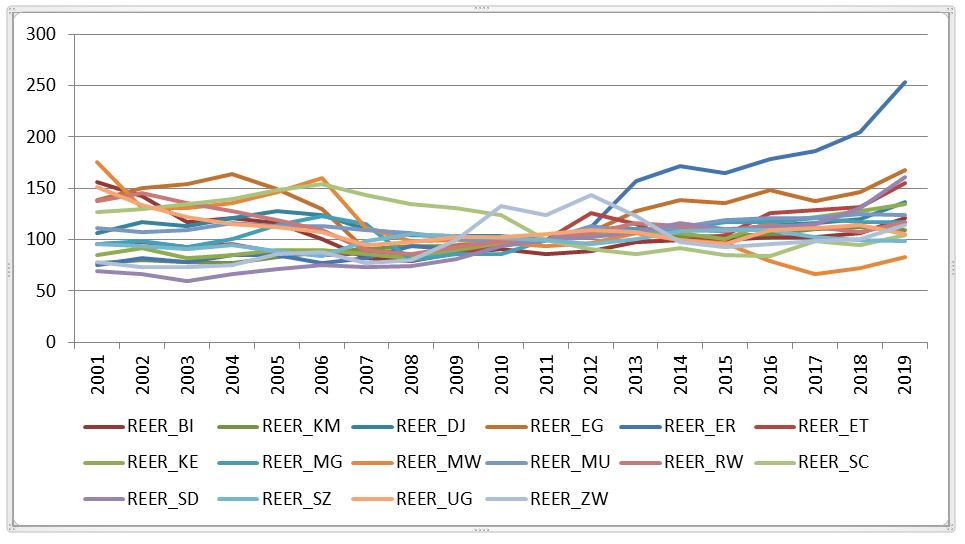 300
250
200
150
100
50
0
2001 2002 2003 2004 2005 2006 2007 2008 2009 2010 2011 2012 2013 2014 2015 2016 2017 2018 2019
REER_BI REER_KM REER_DJ REER_EG REER_ER REER_ET
REER_KE REER_MG REER_MW REER_MU REER_RW REER_SC
REER_SD REER_SZ REER_UG REER_ZW